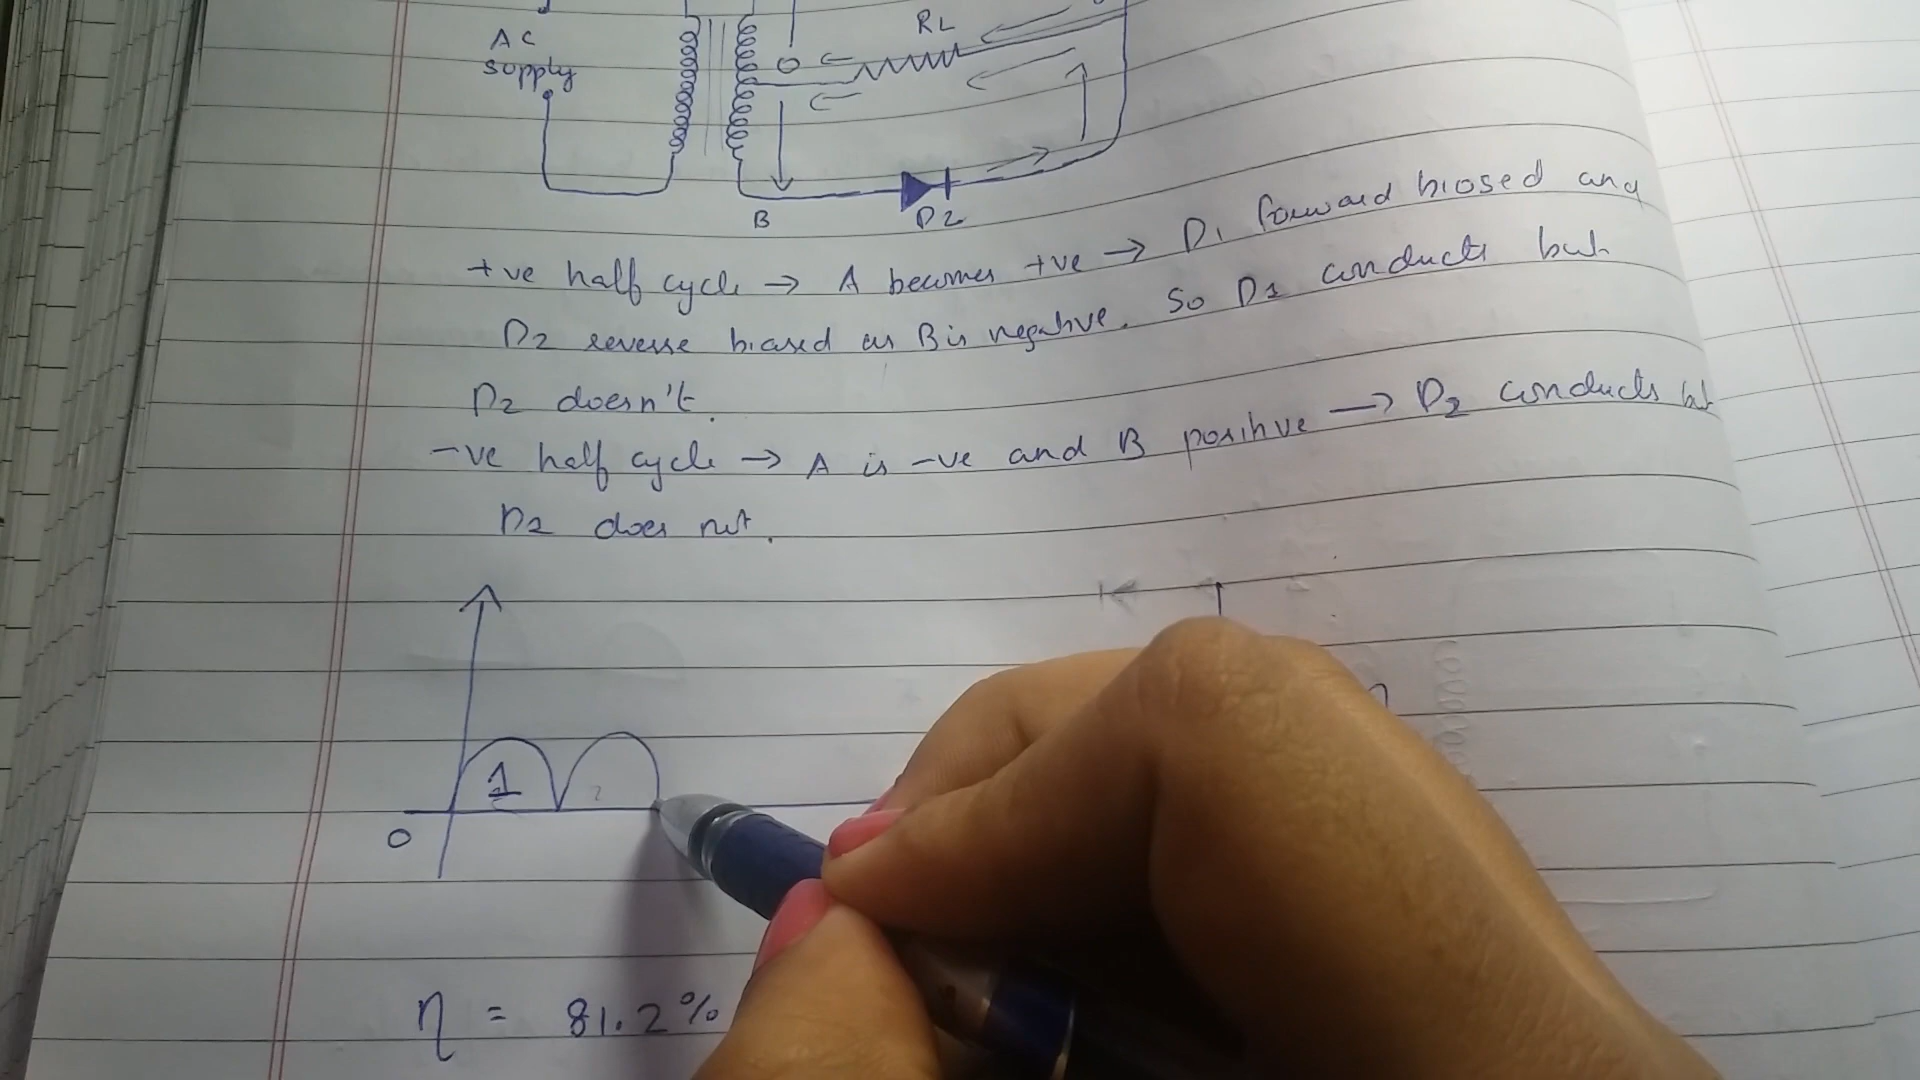 AC
supply
RL
O
B
D2
+ve half cycle → A becomes +ve → D1 forward biased and
D2 reverse biased as B is negative. So D1 conducts but
D2 doesn't.
-ve half cycle → A is -ve and B positive → D2 conducts but
D1 does not.
1
2
O
η = 81.2%